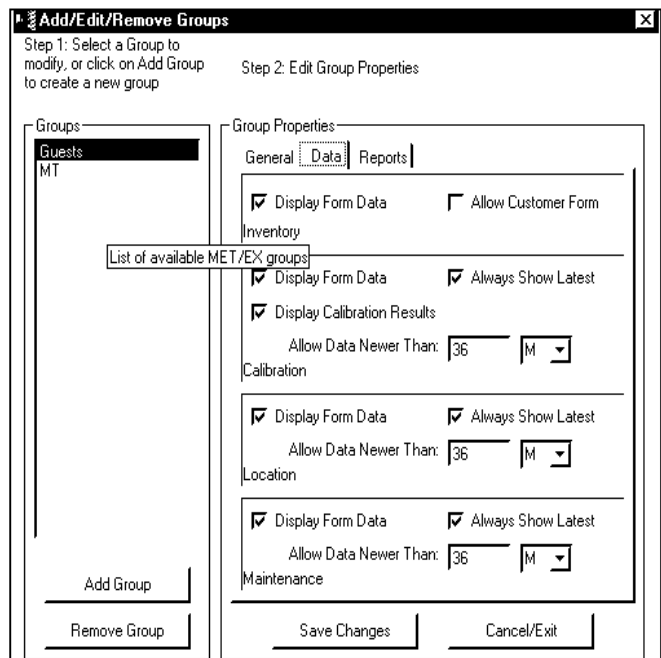 Add/Edit/Remove Groups
Step 1: Select a Group to
modify, or click on Add Group
to create a new group
Step 2: Edit Group Properties
Groups
Guests
MT
List of available MET/EX groups
Add Group
Remove Group
Group Properties
General Data Reports
Display Form Data Allow Customer Form
Inventory
Display Form Data Always Show Latest
Display Calibration Results
Allow Data Newer Than: 36 M
Calibration
Display Form Data Always Show Latest
Allow Data Newer Than: 36 M
Location
Display Form Data Always Show Latest
Allow Data Newer Than: 36 M
Maintenance
Save Changes Cancel/Exit